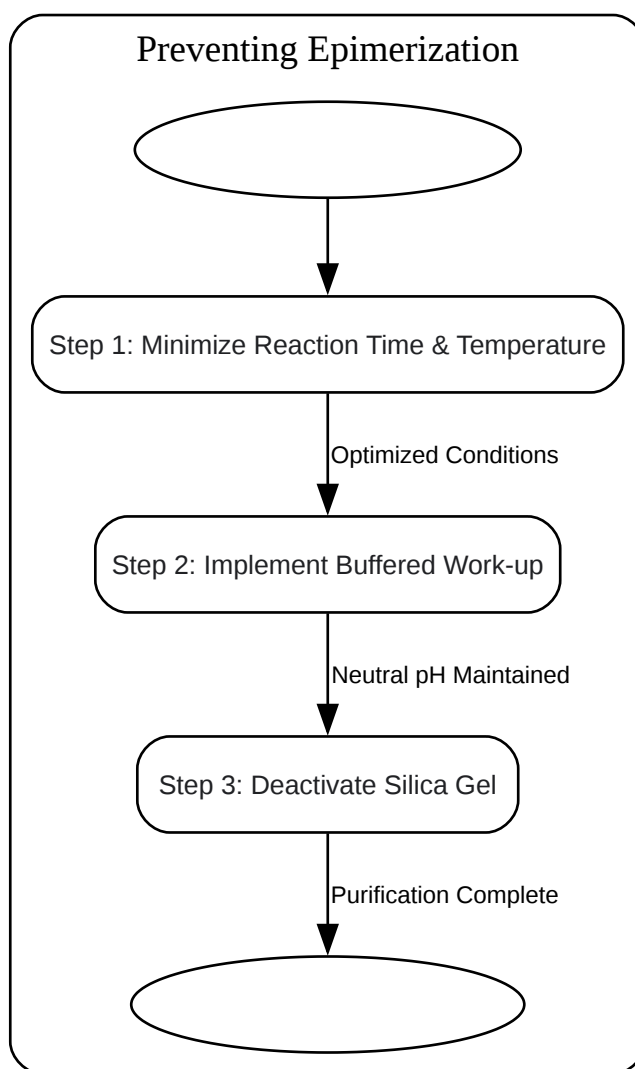 Preventing Epimerization
Step 1: Minimize Reaction Time & Temperature
Optimized Conditions
Step 2: Implement Buffered Work-up
Neutral pH Maintained
Step 3: Deactivate Silica Gel
Purification Complete